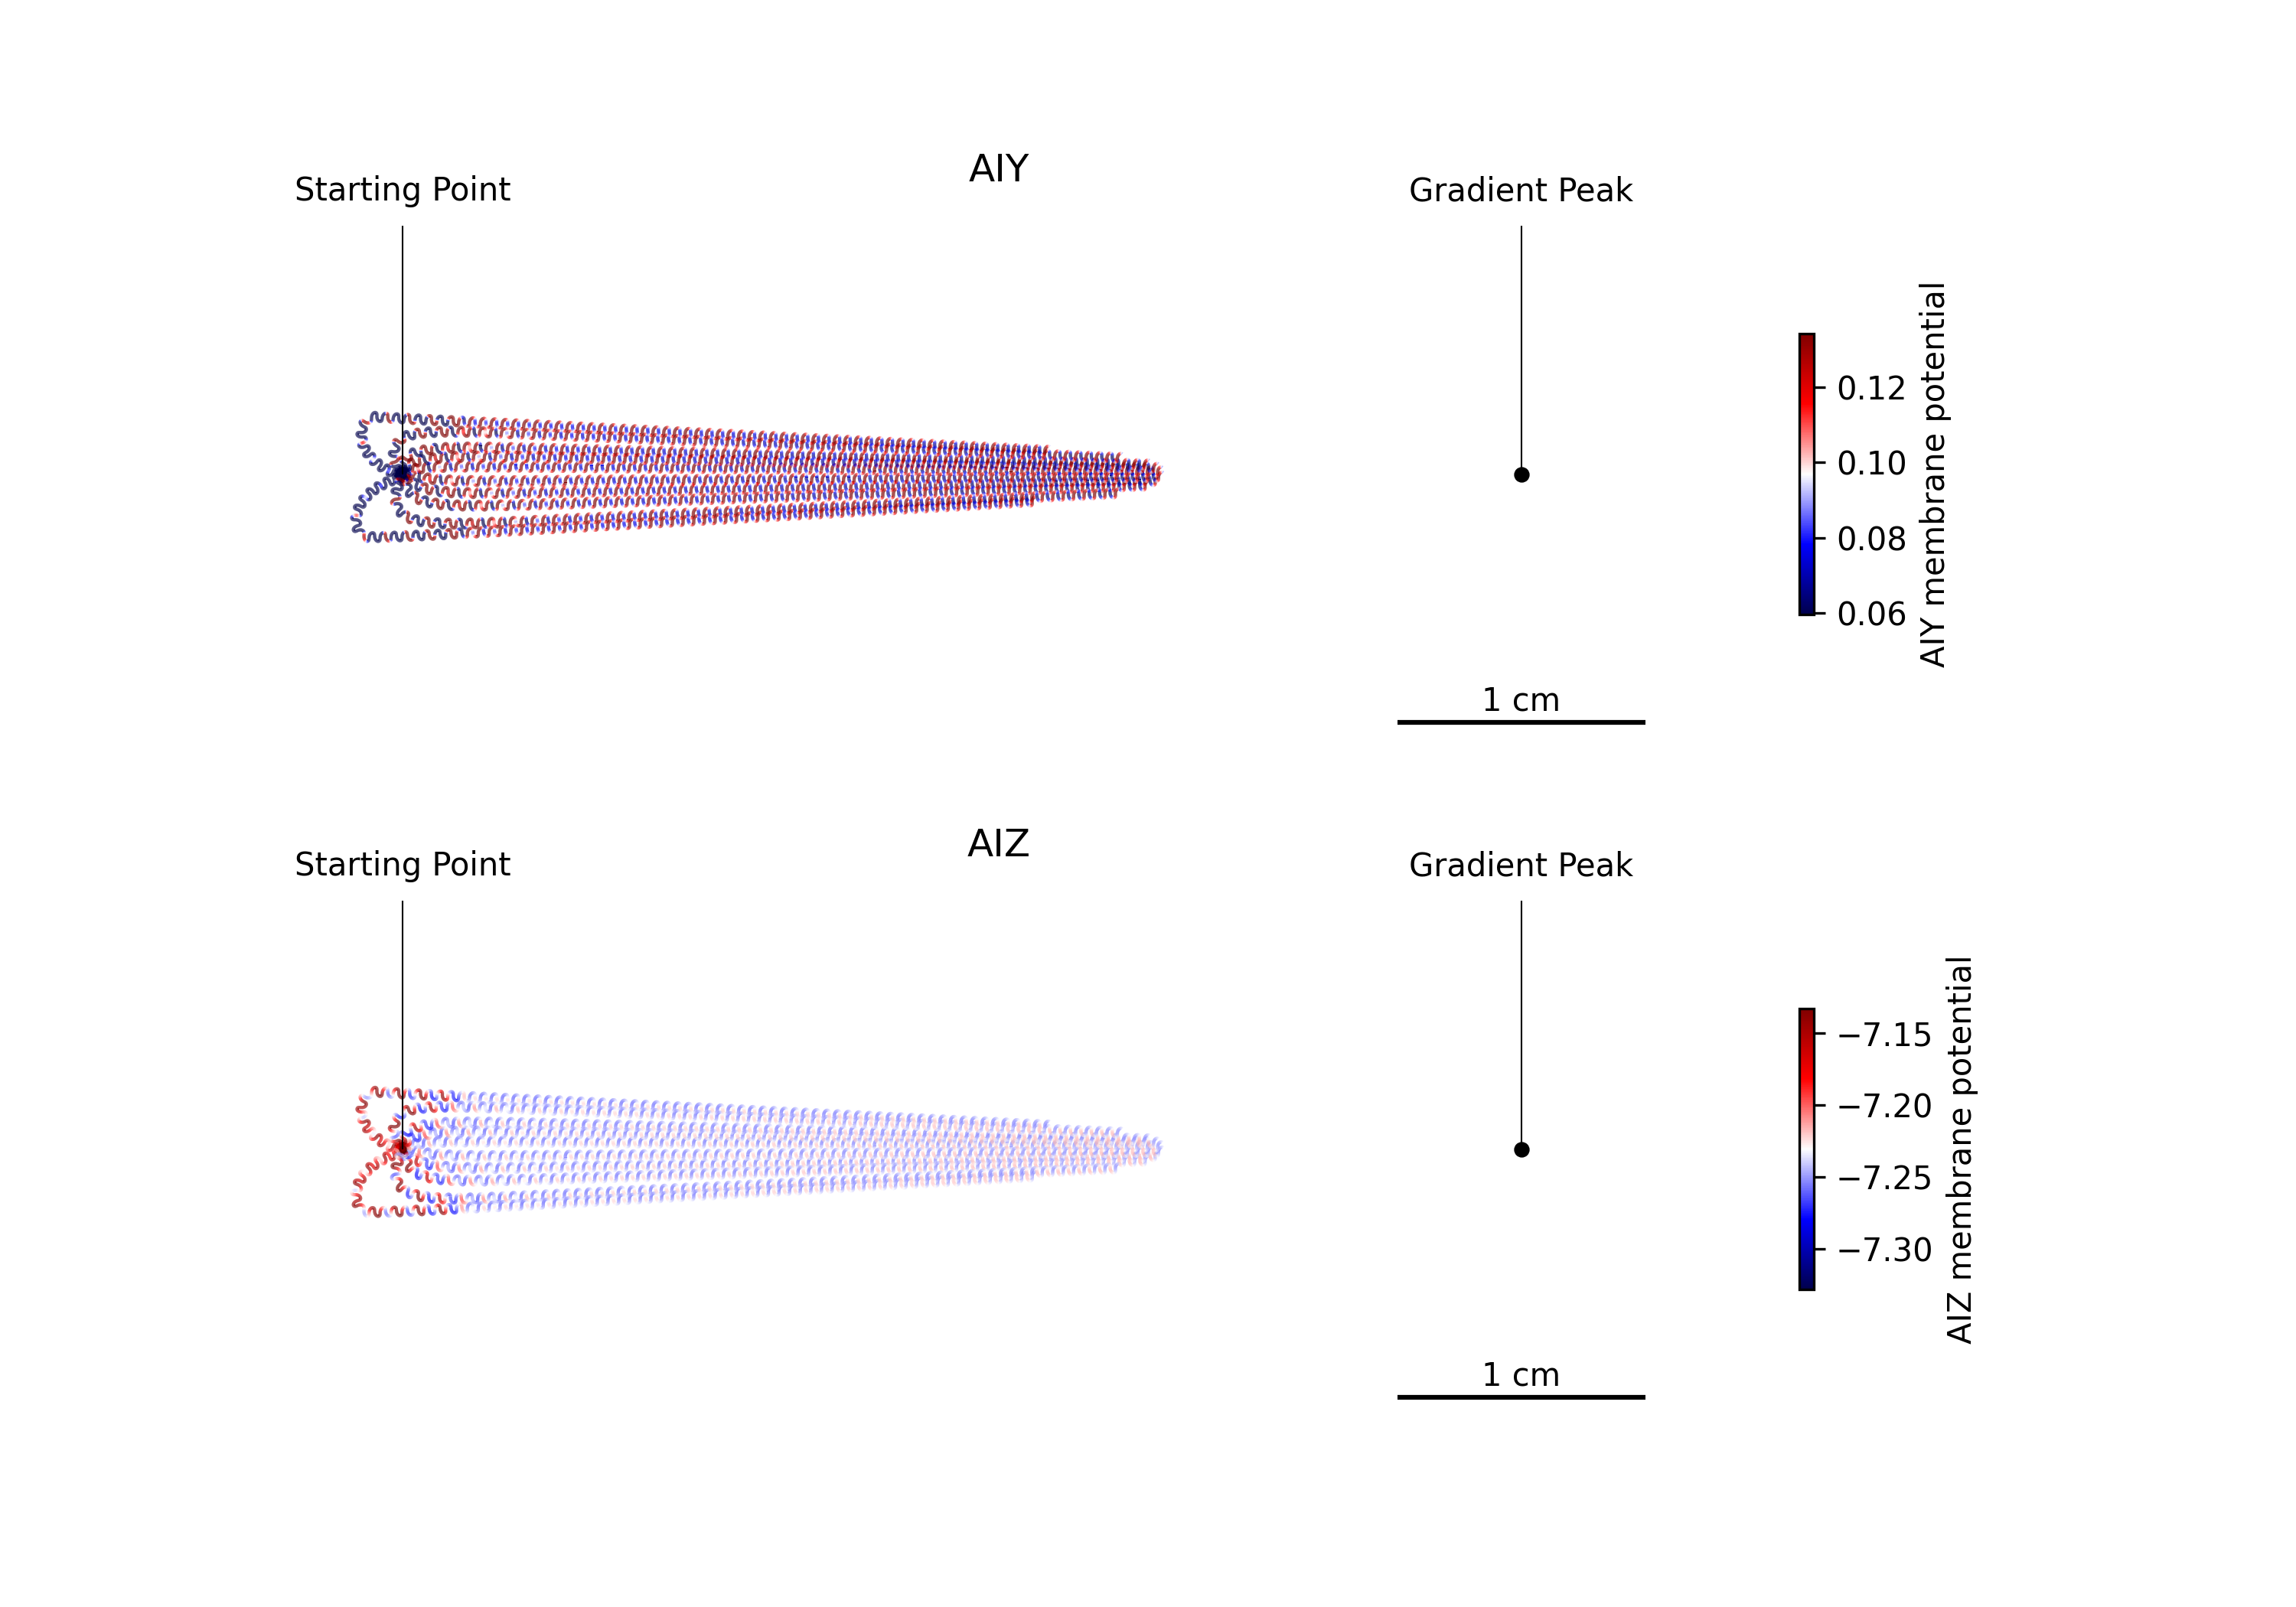 AIY
Starting Point
Gradient Peak
0.12
0.10
0.08
0.06
AIY membrane potential
1 cm
AIZ
Starting Point
Gradient Peak
−7.15
−7.20
−7.25
−7.30
AIZ membrane potential
1 cm